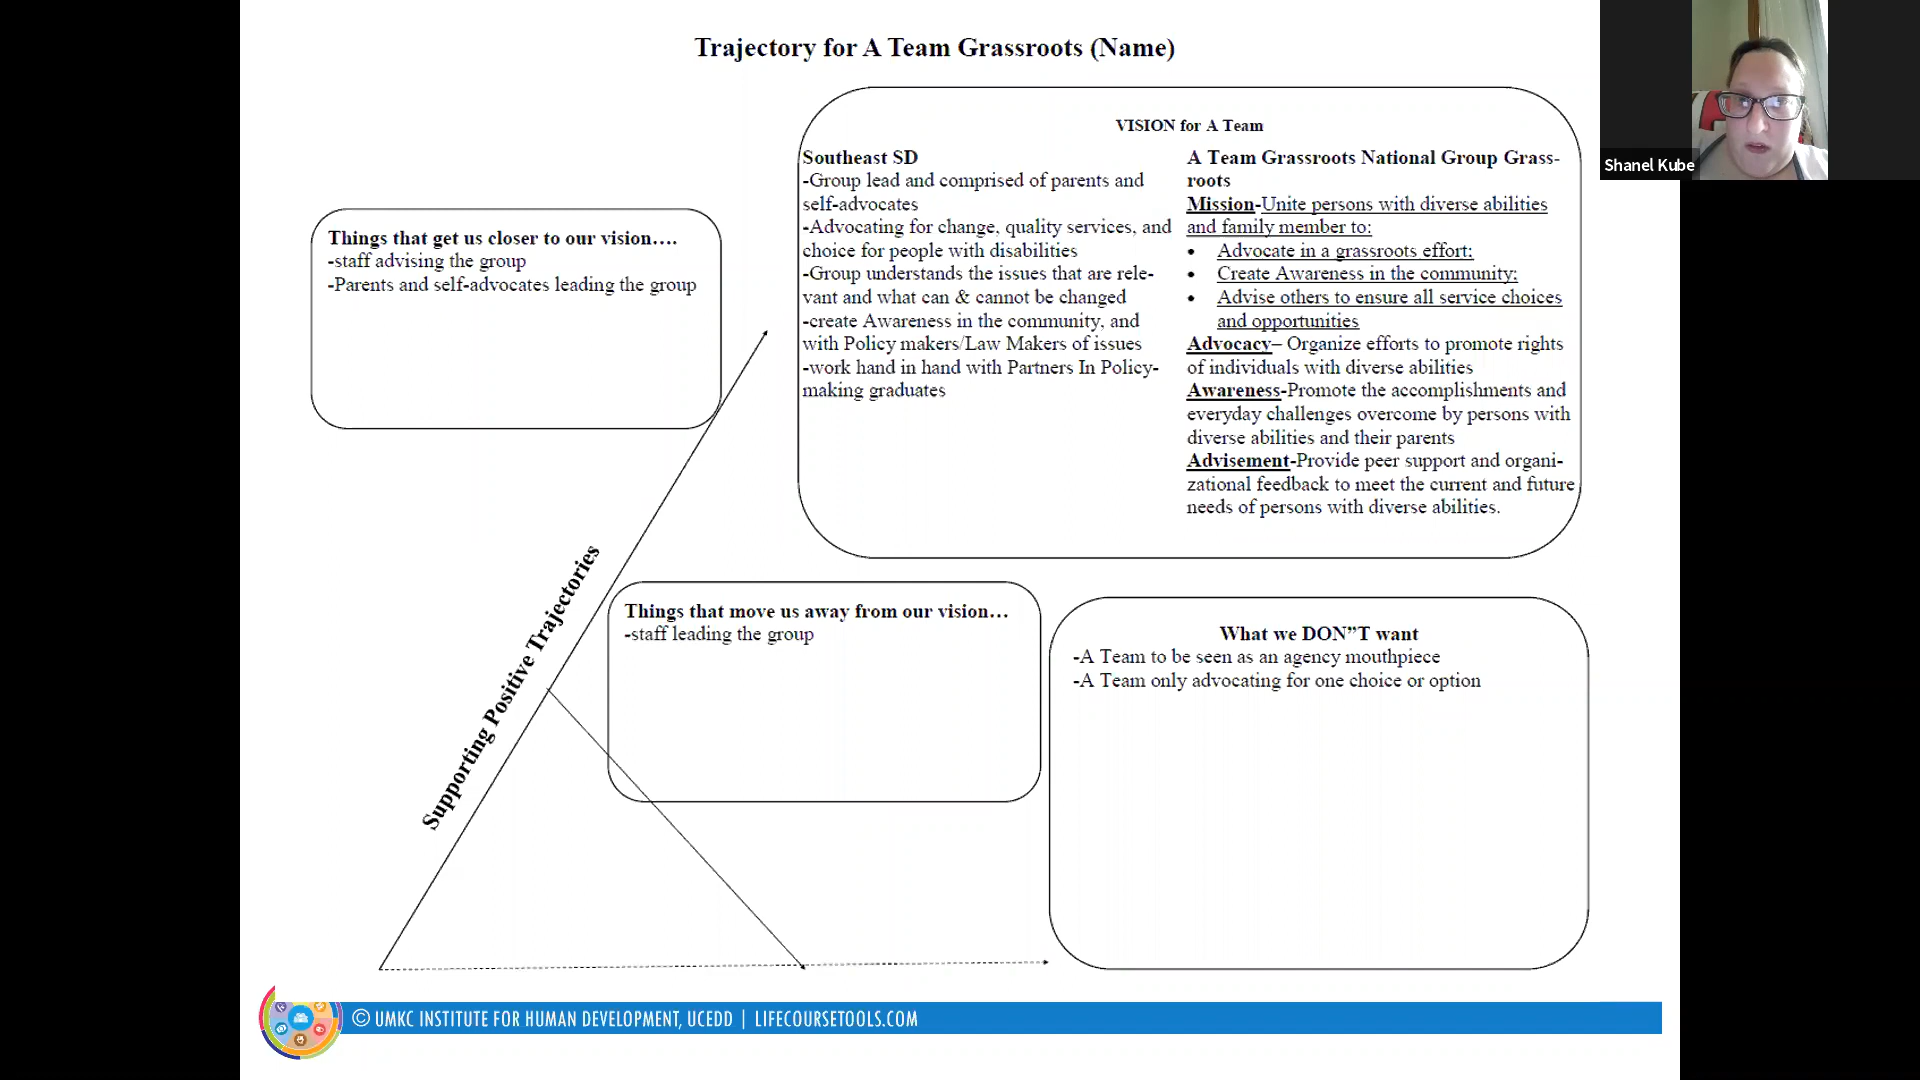 Trajectory for A Team Grassroots (Name)
Shanel Kube
VISION for A Team
Southeast SD
-Group lead and comprised of parents and
self-advocates
-Advocating for change, quality services, and
choice for people with disabilities
-Group understands the issues that are rele-
vant and what can & cannot be changed
-create Awareness in the community, and
with Policy makers/Law Makers of issues
-work hand in hand with Partners In Policy-
making graduates
A Team Grassroots National Group Grass-
roots
Mission-Unite persons with diverse abilities
and family member to:
• Advocate in a grassroots effort:
• Create Awareness in the community:
• Advise others to ensure all service choices
and opportunities
Advocacy– Organize efforts to promote rights
of individuals with diverse abilities
Awareness-Promote the accomplishments and
everyday challenges overcome by persons with
diverse abilities and their parents
Advisement-Provide peer support and organi-
zational feedback to meet the current and future
needs of persons with diverse abilities.
Things that get us closer to our vision….
-staff advising the group
-Parents and self-advocates leading the group
Supporting Positive Trajectories
Things that move us away from our vision…
-staff leading the group
What we DON”T want
-A Team to be seen as an agency mouthpiece
-A Team only advocating for one choice or option
© UMKC INSTITUTE FOR HUMAN DEVELOPMENT, UCEDD | LIFECOURSETOOLS.COM